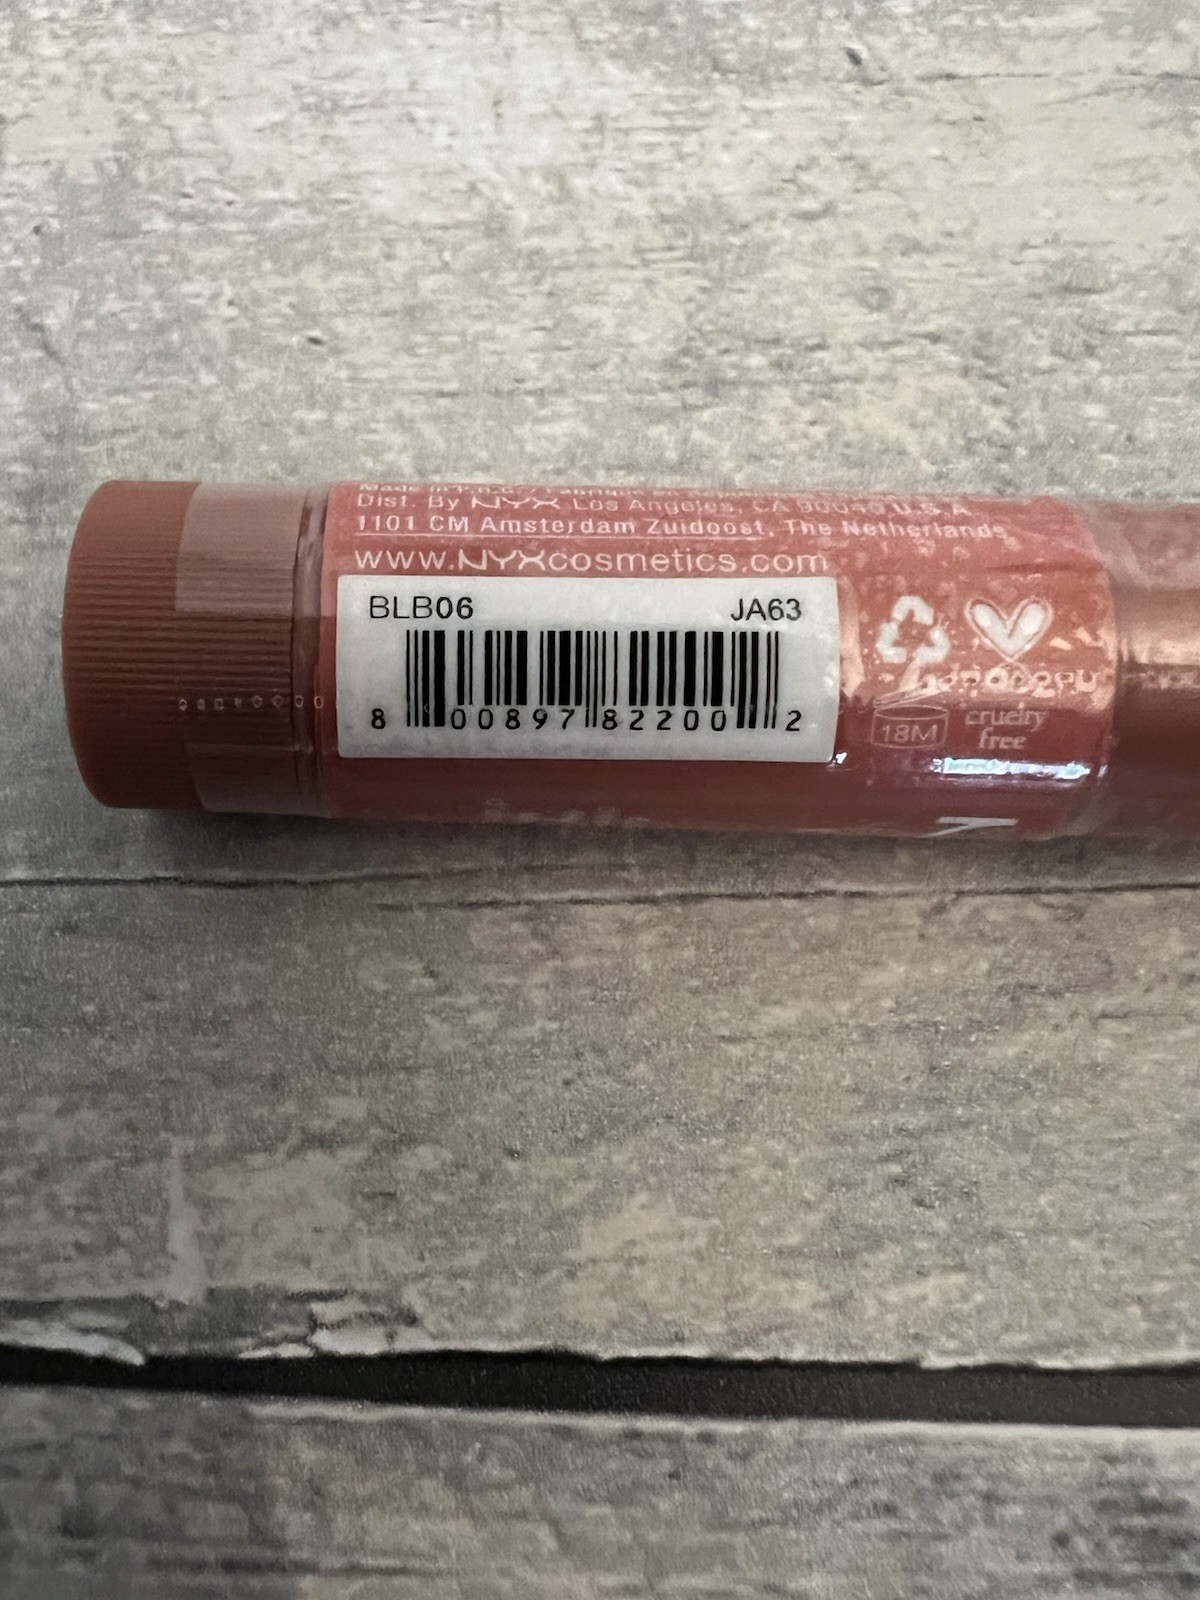 Dist. By NYX Los Angeles, CA 90046 U.S.A.
1101 CM Amsterdam Zuidoost, The Netherlands
www.NYXcosmetics.com
BLB06 JA63
8 00897 82200 2
18M
cruelty
free